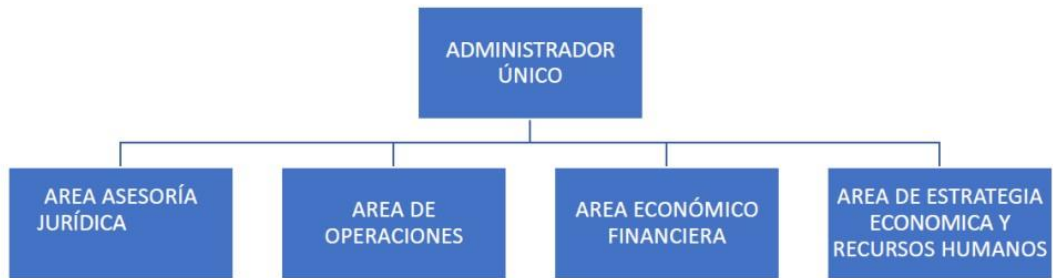 ADMINISTRADOR
ÚNICO
AREA ASESORÍA
JURÍDICA
AREA DE
OPERACIONES
AREA ECONÓMICO
FINANCIERA
AREA DE ESTRATEGIA
ECONOMICA Y
RECURSOS HUMANOS